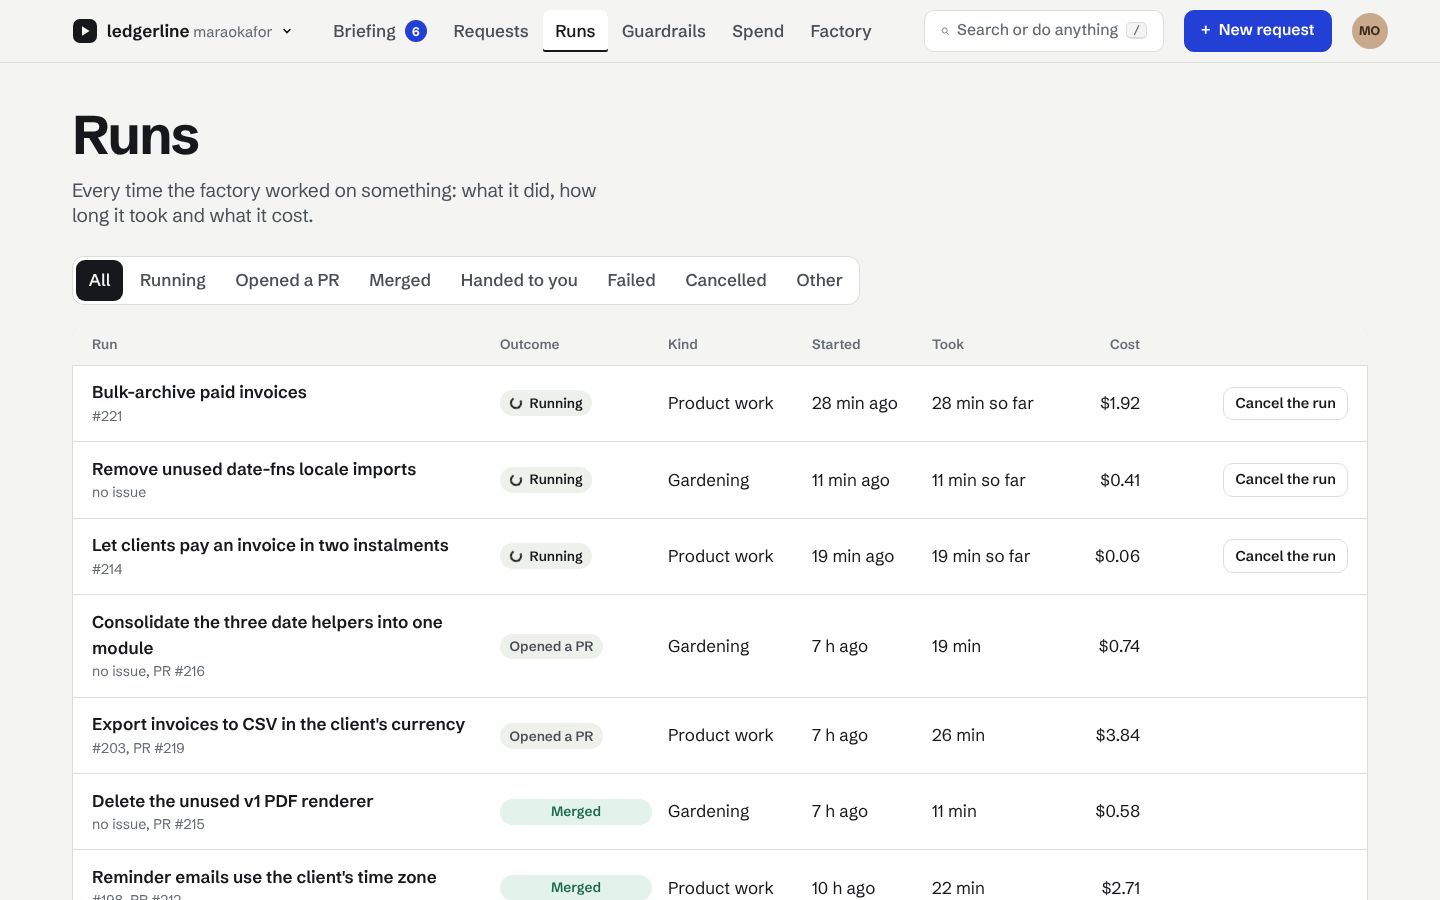 ledgerline maraokafor
Briefing 6
Requests
Runs
Guardrails
Spend
Factory
Search or do anything /
+ New request
MO
Runs
Every time the factory worked on something: what it did, how
long it took and what it cost.
All Running Opened a PR Merged Handed to you Failed Cancelled Other
Run Outcome Kind Started Took Cost
Bulk-archive paid invoices
#221
Running Product work 28 min ago 28 min so far $1.92 Cancel the run
Remove unused date-fns locale imports
no issue
Running Gardening 11 min ago 11 min so far $0.41 Cancel the run
Let clients pay an invoice in two instalments
#214
Running Product work 19 min ago 19 min so far $0.06 Cancel the run
Consolidate the three date helpers into one
module
no issue, PR #216
Opened a PR Gardening 7 h ago 19 min $0.74
Export invoices to CSV in the client's currency
#203, PR #219
Opened a PR Product work 7 h ago 26 min $3.84
Delete the unused v1 PDF renderer
no issue, PR #215
Merged Gardening 7 h ago 11 min $0.58
Reminder emails use the client's time zone
#198, PR #212
Merged Product work 10 h ago 22 min $2.71